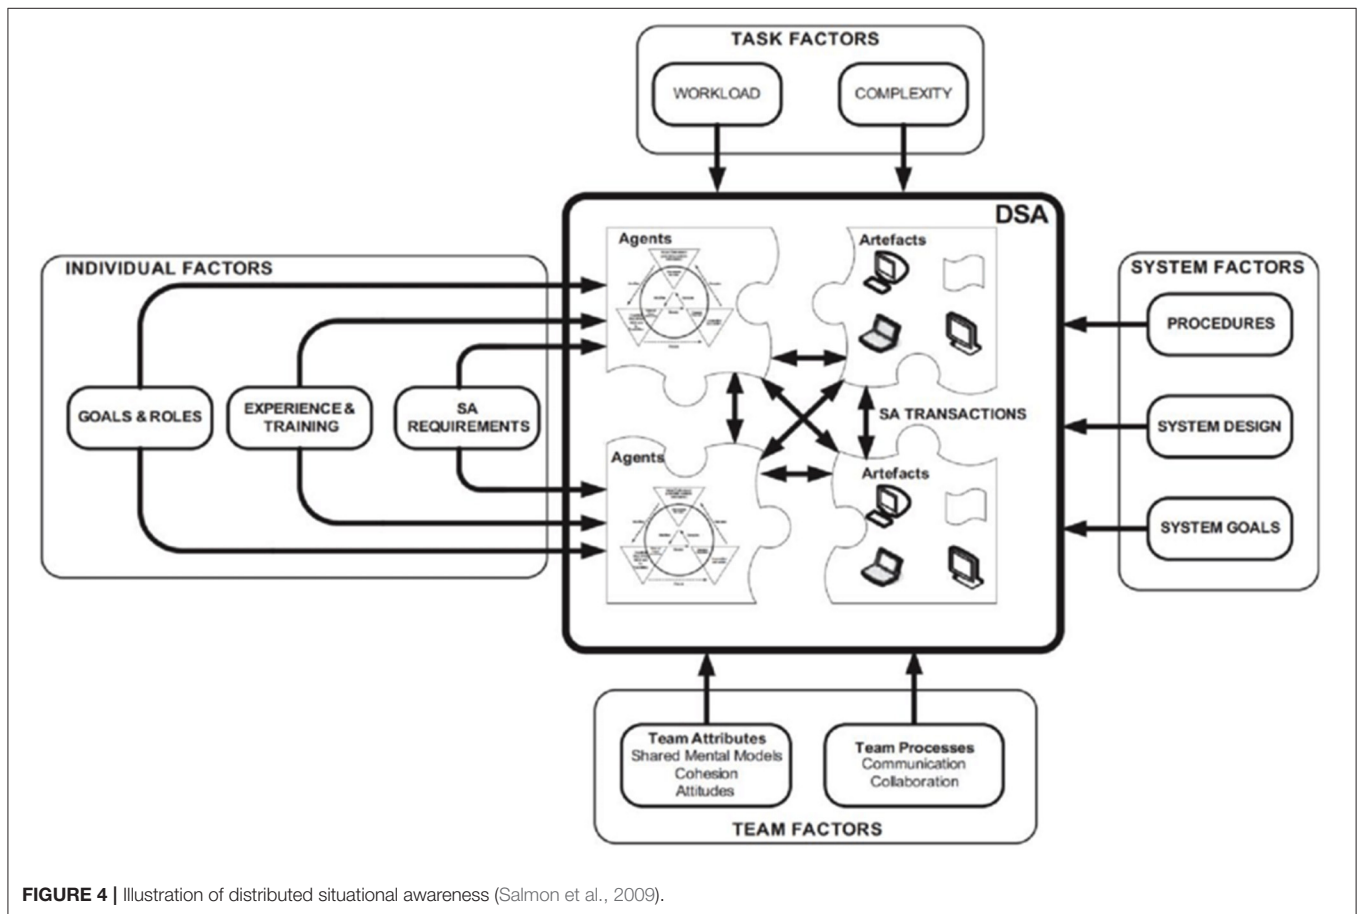 TASK FACTORS
WORKLOAD
COMPLEXITY
DSA
Agents
Artefacts
INDIVIDUAL FACTORS
SYSTEM FACTORS
PROCEDURES
GOALS & ROLES
EXPERIENCE &
TRAINING
SA
REQUIREMENTS
SA TRANSACTIONS
SYSTEM DESIGN
Agents
Artefacts
SYSTEM GOALS
Team Attributes
Shared Mental Models
Cohesion
Attitudes
Team Processes
Communication
Collaboration
TEAM FACTORS
FIGURE 4 | Illustration of distributed situational awareness (Salmon et al., 2009).